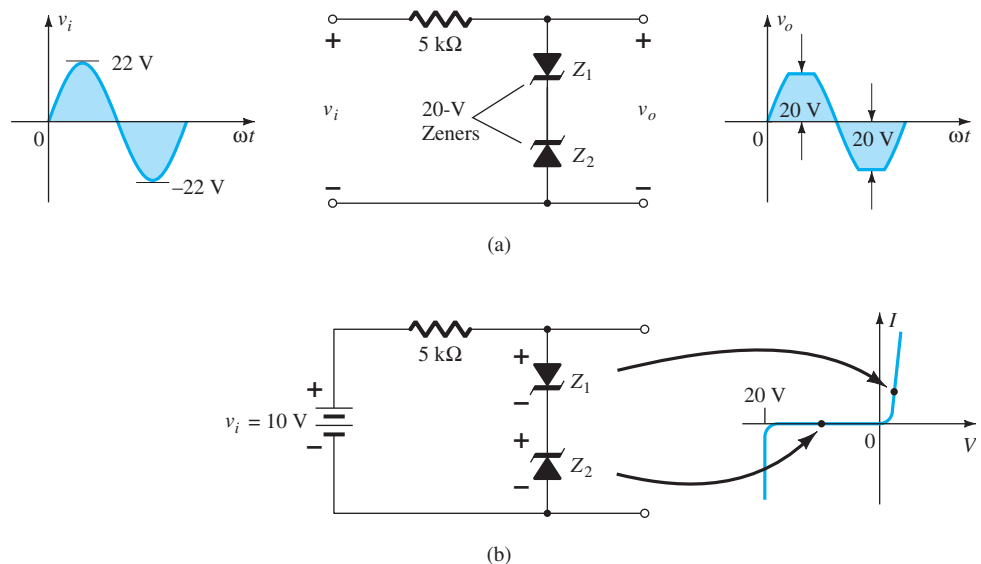 v_i
22 V
0
ωt
–22 V
+
5 kΩ
+
Z_1
v_i
20-V
Zeners
v_o
Z_2
–
–
v_o
20 V
0
20 V
ωt
(a)
5 kΩ
+
Z_1
–
+
v_i = 10 V
–
+
Z_2
–
I
20 V
0
V
(b)